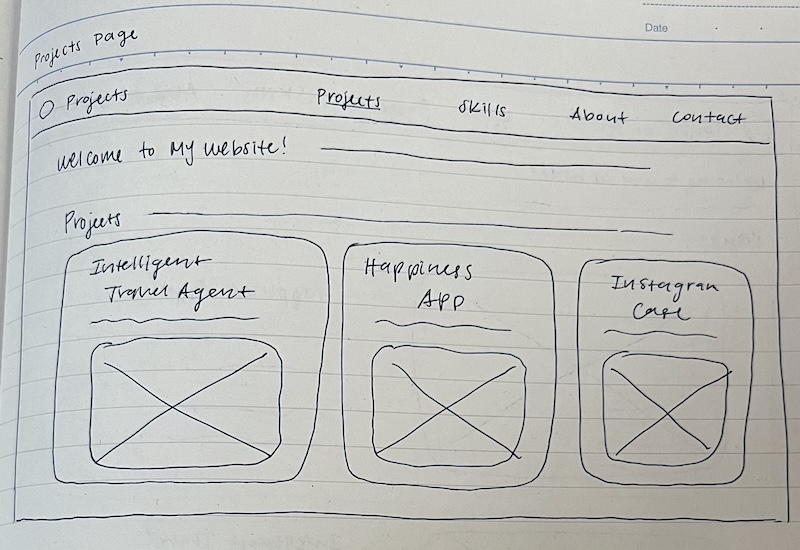 Date
Projects Page
Projects Projects Skills About Contact
Welcome to My Website!
Projects
Intelligent
Travel Agent
Happiness
App
Instagram
Case